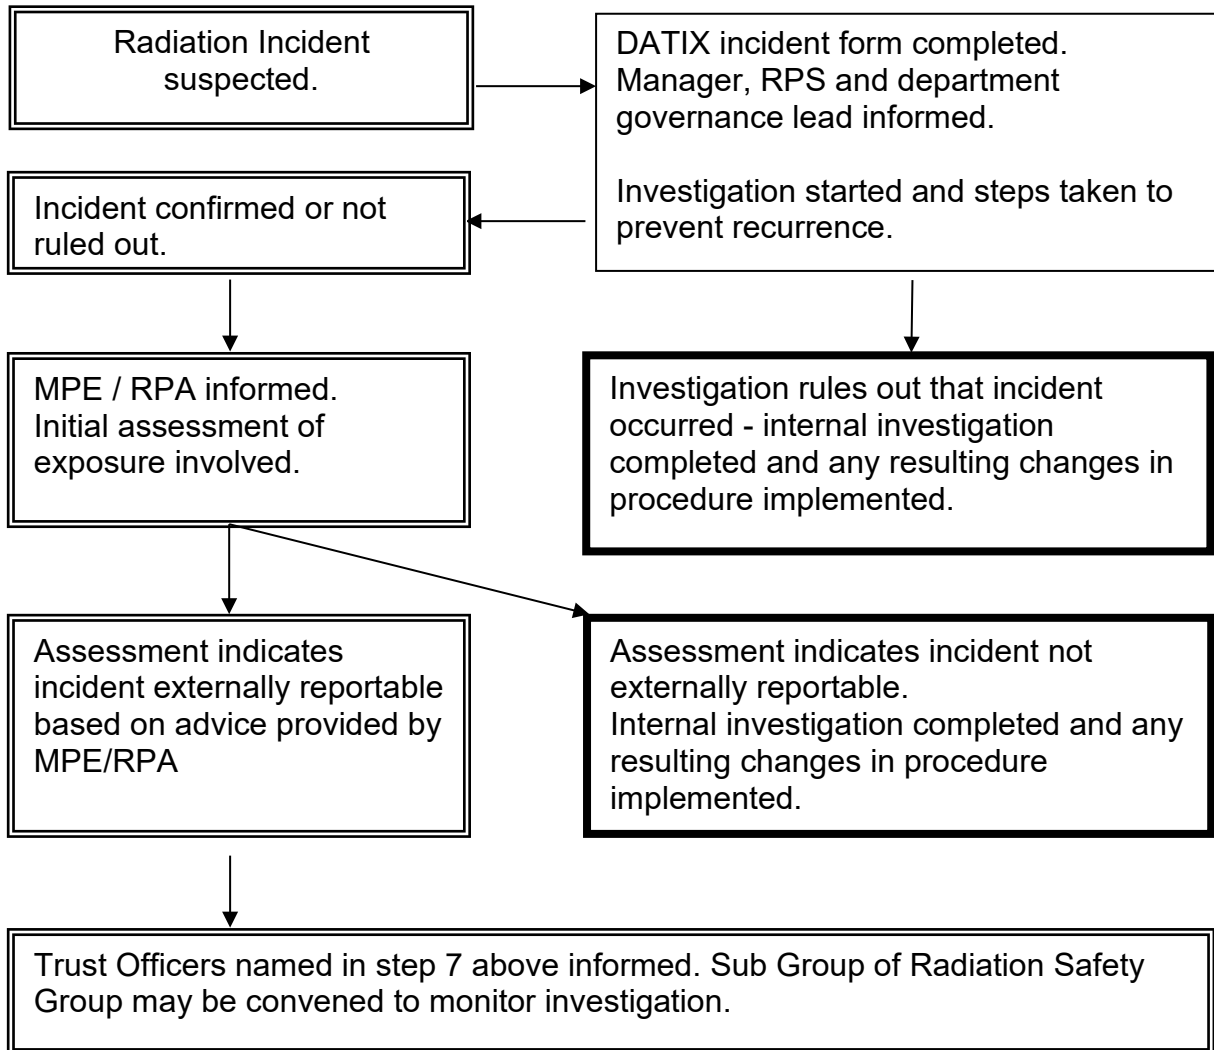 Radiation Incident
suspected.
DATIX incident form completed.
Manager, RPS and department
governance lead informed.
Investigation started and steps taken to
prevent recurrence.
Incident confirmed or not
ruled out.
MPE / RPA informed.
Initial assessment of
exposure involved.
Investigation rules out that incident
occurred - internal investigation
completed and any resulting changes in
procedure implemented.
Assessment indicates
incident externally reportable
based on advice provided by
MPE/RPA
Assessment indicates incident not
externally reportable.
Internal investigation completed and any
resulting changes in procedure
implemented.
Trust Officers named in step 7 above informed. Sub Group of Radiation Safety
Group may be convened to monitor investigation.